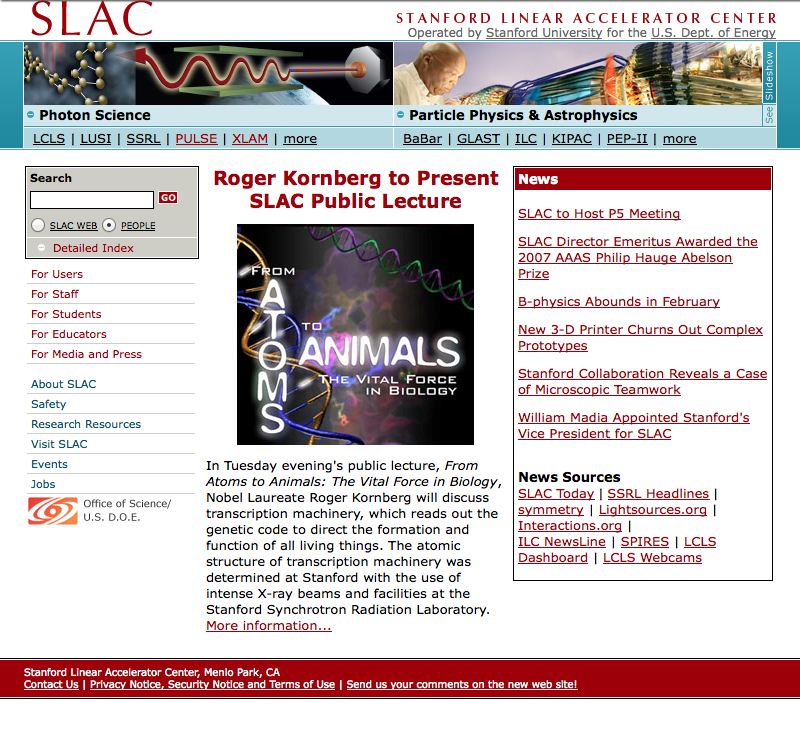 SLAC
STANFORD LINEAR ACCELERATOR CENTER
Operated by Stanford University for the U.S. Dept. of Energy
See Slideshow
Photon Science
Particle Physics & Astrophysics
LCLS | LUSI | SSRL | PULSE | XLAM | more
BaBar | GLAST | ILC | KIPAC | PEP-II | more
Search
GO
SLAC WEB PEOPLE
Detailed Index
For Users
For Staff
For Students
For Educators
For Media and Press
About SLAC
Safety
Research Resources
Visit SLAC
Events
Jobs
Office of Science/
U.S. D.O.E.
Roger Kornberg to Present
SLAC Public Lecture
FROM
ATOMS
TO
ANIMALS
THE VITAL FORCE
IN BIOLOGY
In Tuesday evening's public lecture, From
Atoms to Animals: The Vital Force in Biology,
Nobel Laureate Roger Kornberg will discuss
transcription machinery, which reads out the
genetic code to direct the formation and
function of all living things. The atomic
structure of transcription machinery was
determined at Stanford with the use of
intense X-ray beams and facilities at the
Stanford Synchrotron Radiation Laboratory.
More information...
News
SLAC to Host P5 Meeting
SLAC Director Emeritus Awarded the
2007 AAAS Philip Hauge Abelson
Prize
B-physics Abounds in February
New 3-D Printer Churns Out Complex
Prototypes
Stanford Collaboration Reveals a Case
of Microscopic Teamwork
William Madia Appointed Stanford's
Vice President for SLAC
News Sources
SLAC Today | SSRL Headlines |
symmetry | Lightsources.org |
Interactions.org |
ILC NewsLine | SPIRES | LCLS
Dashboard | LCLS Webcams
Stanford Linear Accelerator Center, Menlo Park, CA
Contact Us | Privacy Notice, Security Notice and Terms of Use | Send us your comments on the new web site!